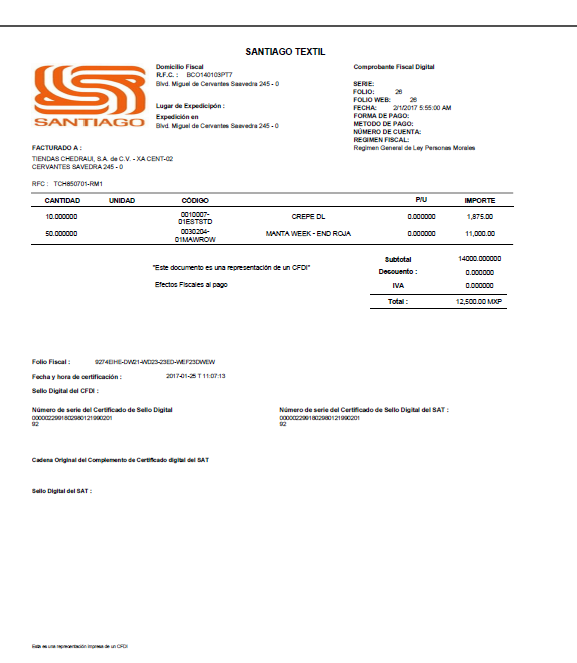 SANTIAGO TEXTIL
SANTIAGO
Domicilio Fiscal
R.F.C. : BCO140103PT7
Blvd. Miguel de Cervantes Saavedra 245 - 0
Lugar de Expedicipón :
Expedición en
Blvd. Miguel de Cervantes Saavedra 245 - 0
Comprobante Fiscal Digital
SERIE:
FOLIO: 26
FOLIO WEB: 26
FECHA: 2/1/2017 5:55:00 AM
FORMA DE PAGO:
METODO DE PAGO:
NÚMERO DE CUENTA:
REGIMEN FISCAL:
Regimen General de Ley Personas Morales
FACTURADO A :
TIENDAS CHEDRAUI, S.A. de C.V. - XA CENT-02
CERVANTES SAVEDRA 245 - 0
RFC : TCH850701-RM1
CANTIDAD UNIDAD CÓDIGO P/U IMPORTE
10.000000 0010007-01ESTSTD CREPE DL 0.000000 1,875.00
50.000000 0030204-01MAWROW MANTA WEEK - END ROJA 0.000000 11,000.00
"Este documento es una representación de un CFDI"
Efectos Fiscales al pago
Subtotal 14000.000000
Descuento : 0.000000
IVA 0.000000
Total : 12,500.00 MXP
Folio Fiscal : 9274EIHE-DW21-WD23-23ED-WEF23DWEW
Fecha y hora de certificación : 2017-01-25 T 11:07:13
Sello Digital del CFDI :
Número de serie del Certificado de Sello Digital
0000022991802980121990201
92
Número de serie del Certificado de Sello Digital del SAT :
0000022991802980121990201
92
Cadena Original del Complemento de Certificado digital del SAT
Sello Digital del SAT :
Esta es una representación impresa de un CFDI